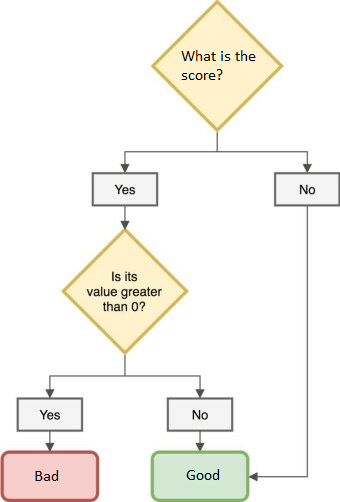 What is the
score?
Yes
No
Is its
value greater
than 0?
Yes
No
Bad
Good